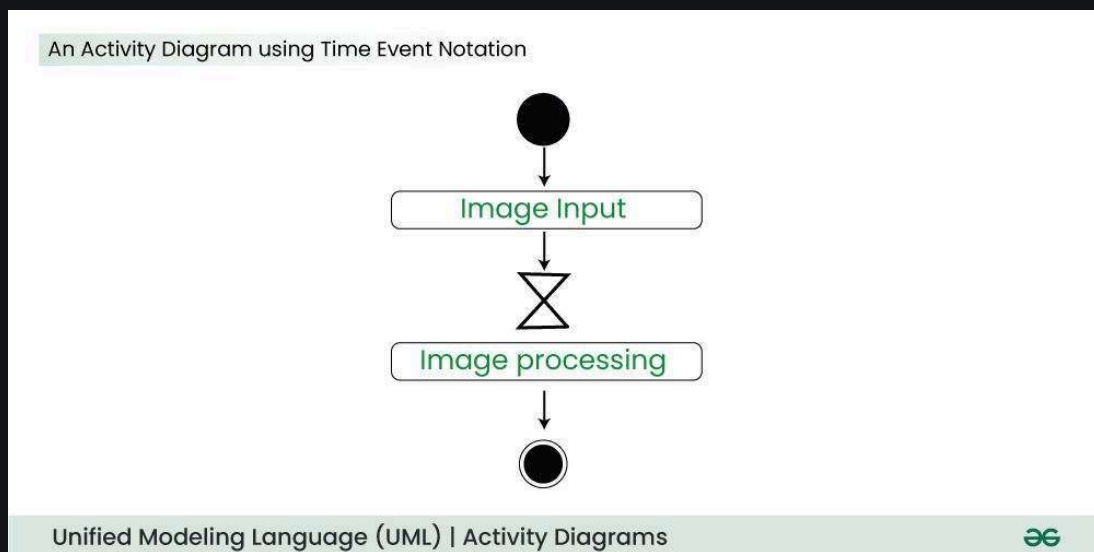 An Activity Diagram using Time Event Notation
Image Input
Image processing
Unified Modeling Language (UML) | Activity Diagrams